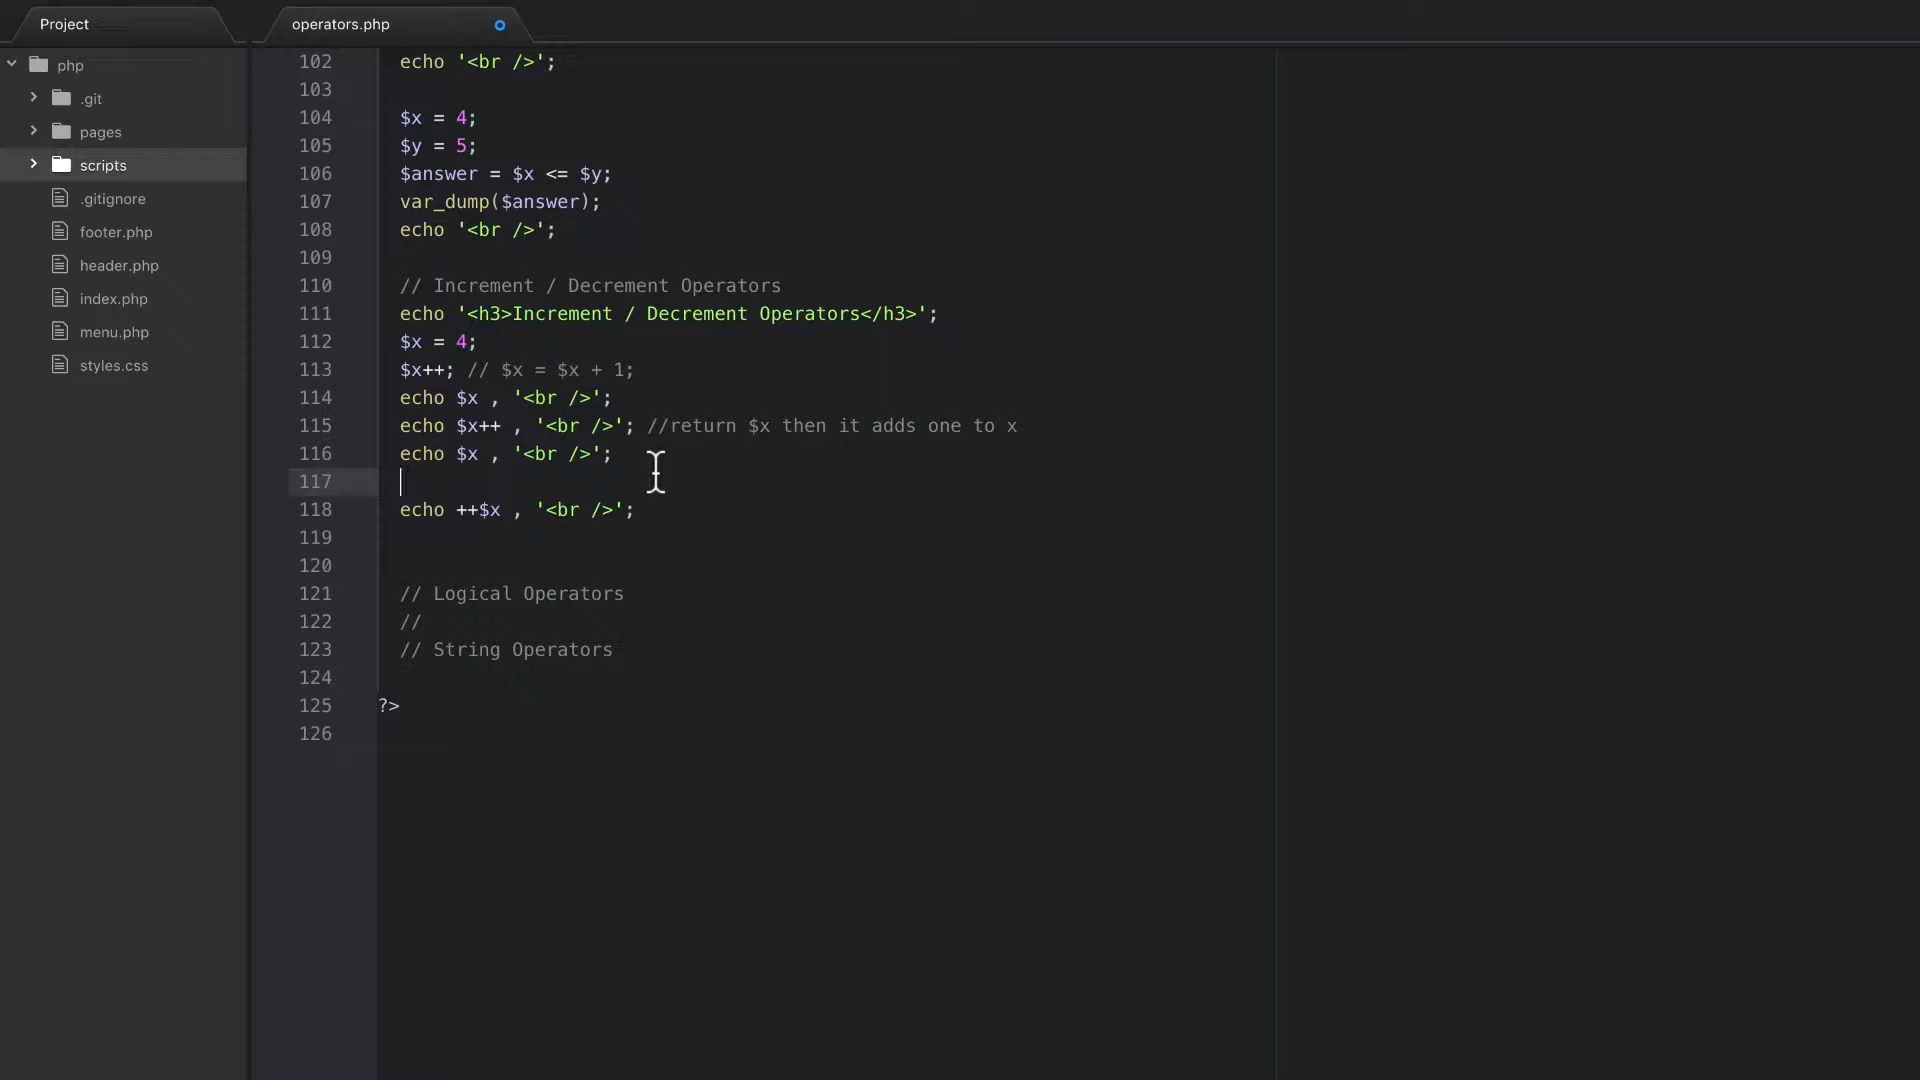 Project
operators.php
php
.git
pages
scripts
.gitignore
footer.php
header.php
index.php
menu.php
styles.css
102 echo '<br />';
103
104 $x = 4;
105 $y = 5;
106 $answer = $x <= $y;
107 var_dump($answer);
108 echo '<br />';
109
110 // Increment / Decrement Operators
111 echo '<h3>Increment / Decrement Operators</h3>';
112 $x = 4;
113 $x++; // $x = $x + 1;
114 echo $x , '<br />';
115 echo $x++ , '<br />'; //return $x then it adds one to x
116 echo $x , '<br />';
117
118 echo ++$x , '<br />';
119
120
121 // Logical Operators
122 //
123 // String Operators
124
125 ?>
126